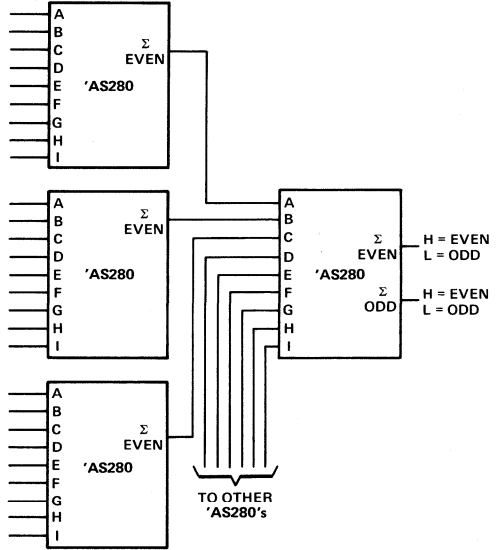 A
B
C
D
E
F
G
H
I
Σ
EVEN
'AS280
A
B
C
D
E
F
G
H
I
Σ
EVEN
'AS280
A
B
C
D
E
F
G
H
I
Σ
EVEN
'AS280
A
B
C
D
E
F
G
H
I
Σ
EVEN
'AS280
Σ
ODD
H = EVEN
L = ODD
H = EVEN
L = ODD
TO OTHER
'AS280's